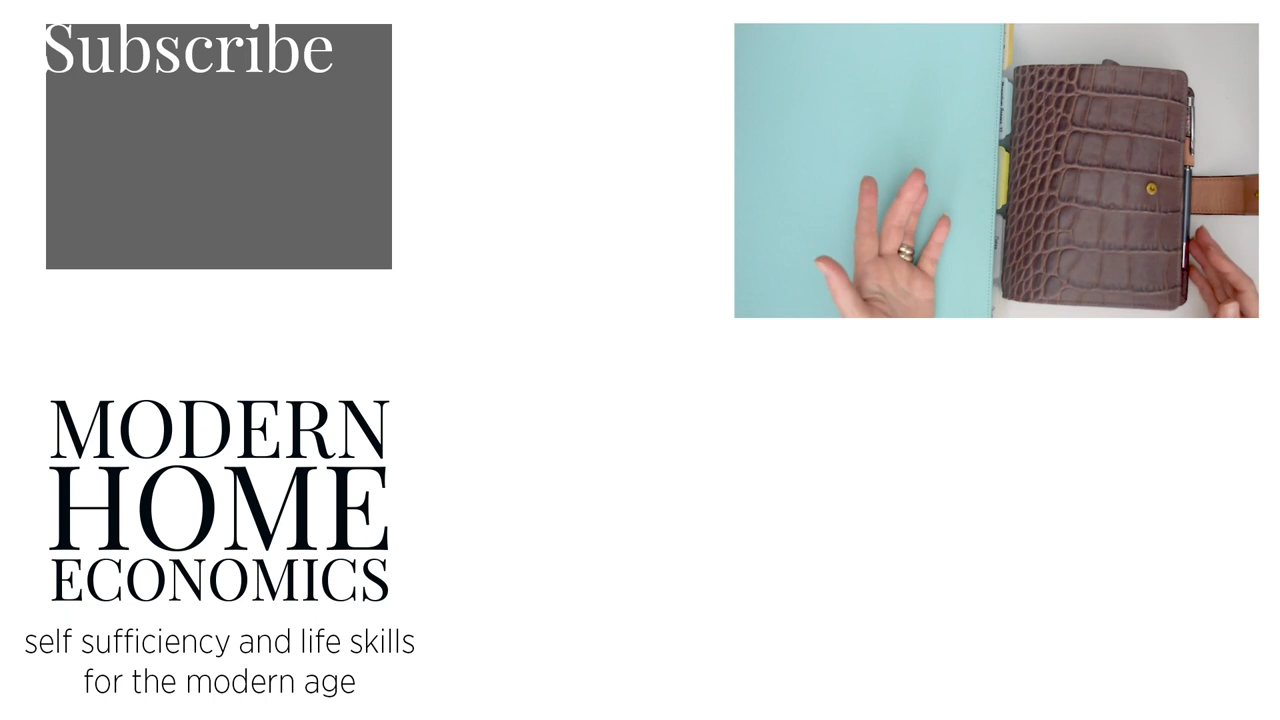 Subscribe
MODERN
HOME
ECONOMICS
self sufficiency and life skills
for the modern age